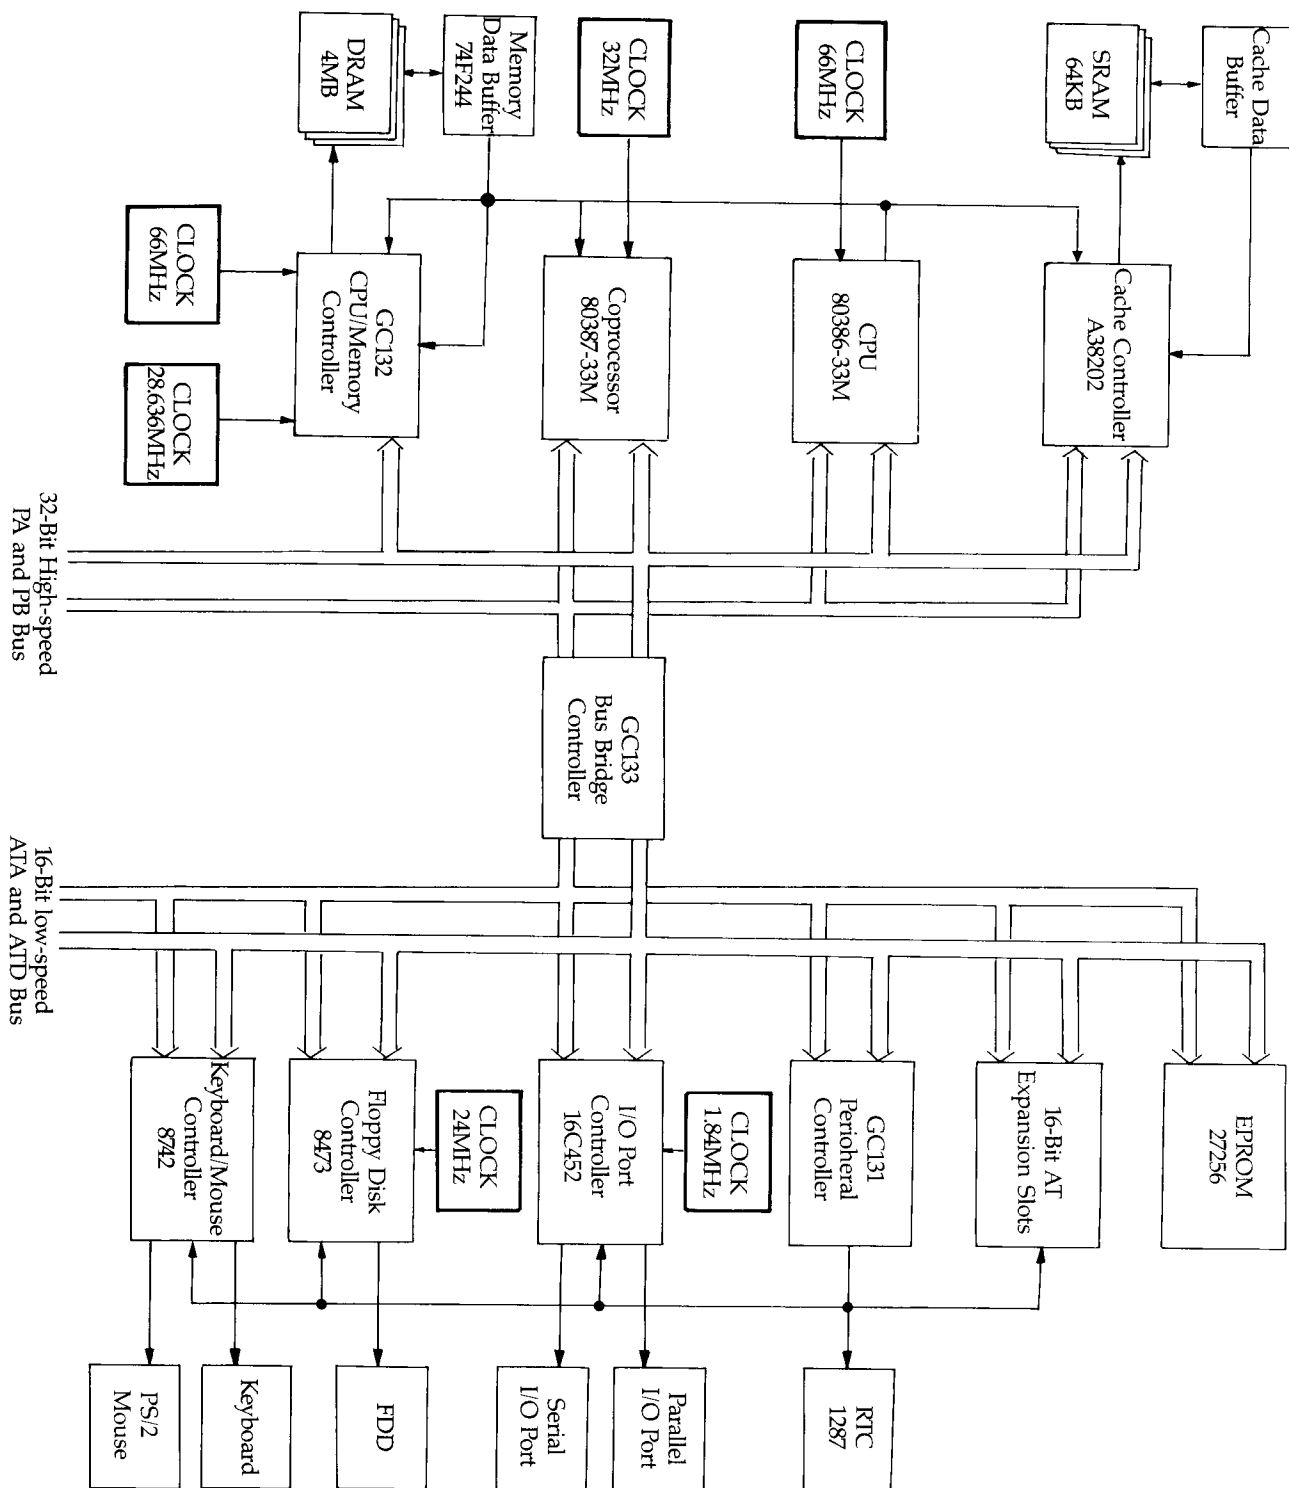 Cache Data
Buffer
SRAM
64KB
Cache Controller
A38202
CLOCK
66MHz
CPU
80386-33M
CLOCK
32MHz
Coprocessor
80387-33M
Memory
Data Buffer
74F244
DRAM
4MB
GC132
CPU/Memory
Controller
CLOCK
66MHz
CLOCK
28.636MHz
32-Bit High-speed
PA and PB Bus
GC133
Bus Bridge
Controller
16-Bit low-speed
ATA and ATD Bus
EPROM
27256
16-Bit AT
Expansion Slots
GC131
Perioheral
Controller
CLOCK
1.84MHz
I/O Port
Controller
16C452
CLOCK
24MHz
Floppy Disk
Controller
8473
Keyboard/Mouse
Controller
8742
RTC
1287
Parallel
I/O Port
Serial
I/O Port
FDD
Keyboard
PS/2
Mouse